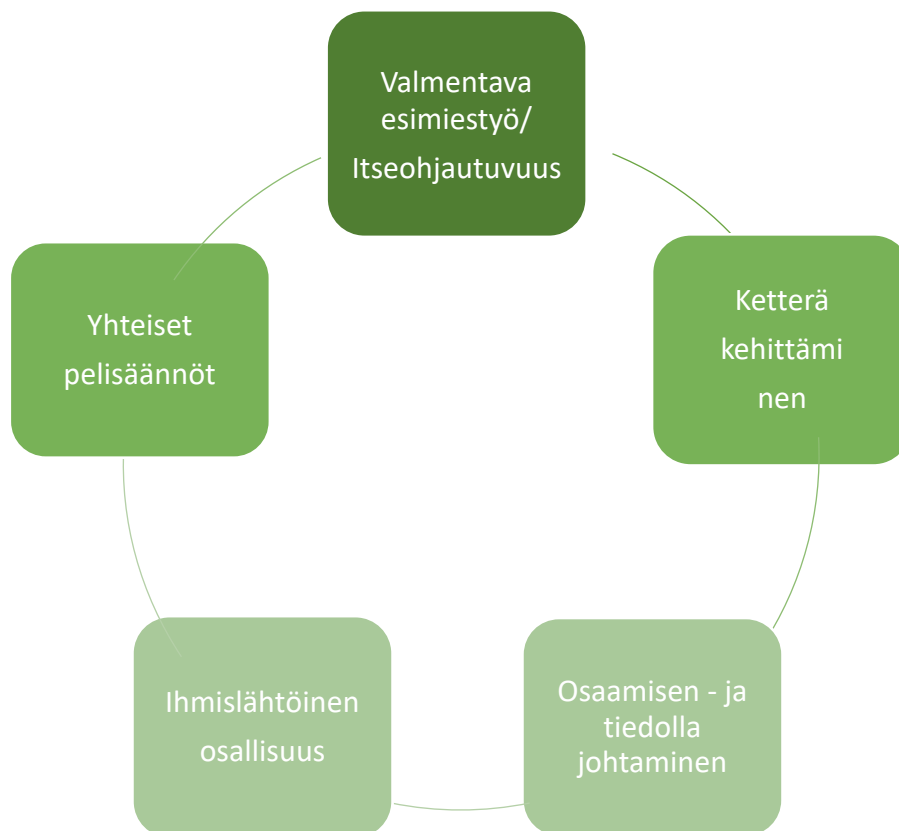 Valmentava
esimiestyö/
Itseohjautuvuus
Ketterä
kehittämi
nen
Osaamisen - ja
tiedolla
johtaminen
Ihmislähtöinen
osallisuus
Yhteiset
pelisäännöt